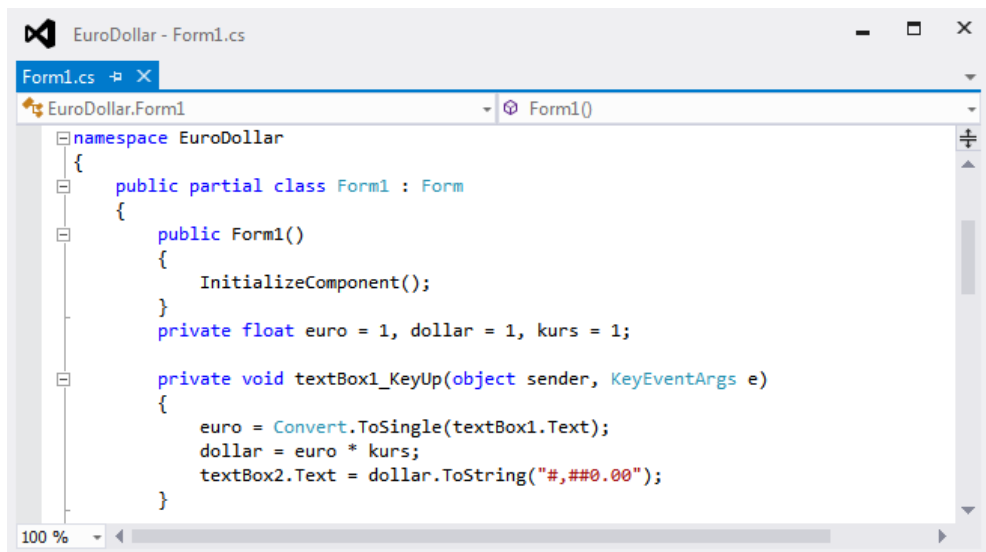 EuroDollar - Form1.cs
Form1.cs
EuroDollar.Form1 Form1()
namespace EuroDollar
{
public partial class Form1 : Form
{
public Form1()
{
InitializeComponent();
}
private float euro = 1, dollar = 1, kurs = 1;
private void textBox1_KeyUp(object sender, KeyEventArgs e)
{
euro = Convert.ToSingle(textBox1.Text);
dollar = euro * kurs;
textBox2.Text = dollar.ToString("#,##0.00");
}
100 %